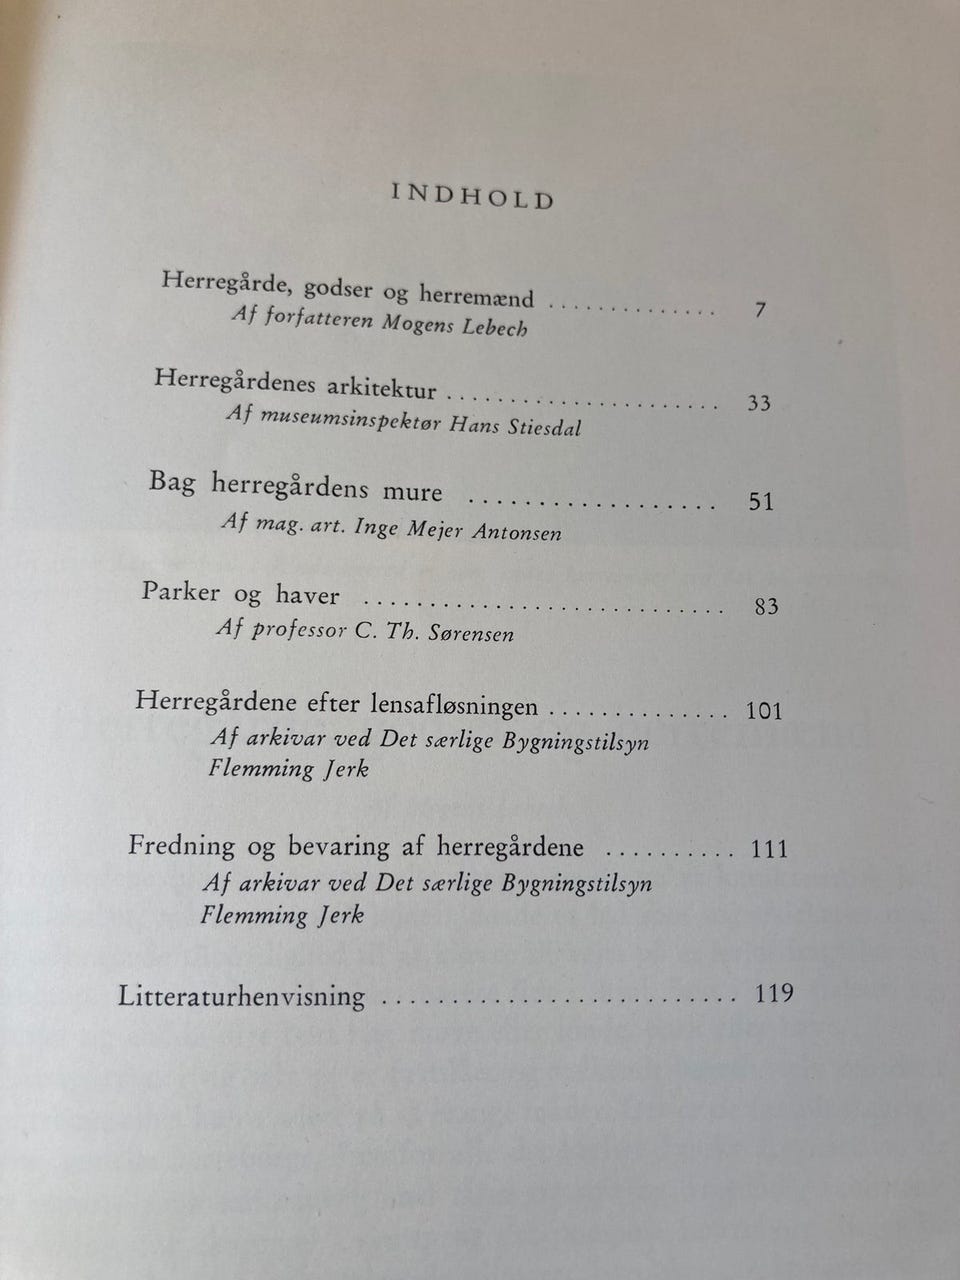 INDHOLD
Herregårde, godser og herremænd .............. 7
Af forfatteren Mogens Lebech
Herregårdenes arkitektur ..................... 33
Af museumsinspektør Hans Stiesdal
Bag herregårdens mure ................... 51
Af mag. art. Inge Mejer Antonsen
Parker og haver ............................ 83
Af professor C. Th. Sørensen
Herregårdene efter lensafløsningen .............. 101
Af arkivar ved Det særlige Bygningstilsyn
Flemming Jerk
Fredning og bevaring af herregårdene .......... 111
Af arkivar ved Det særlige Bygningstilsyn
Flemming Jerk
Litteraturhenvisning ........................... 119